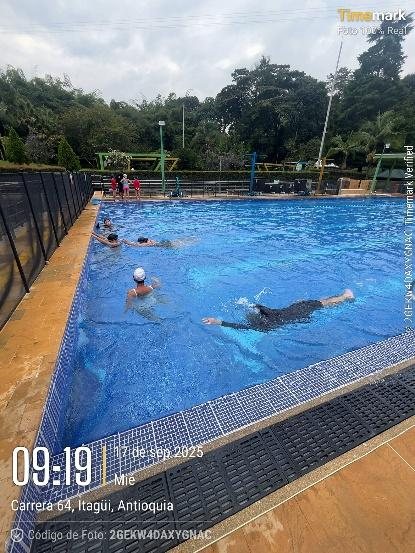 Timemark
Foto 100% Real
2GEKW4DAXYGNAC, Timemark Verified
09:19
17 de sep 2025
Mié
Carrera 64, Itagüi, Antioquia
Código de Foto: 2GEKW4DAXYGNAC